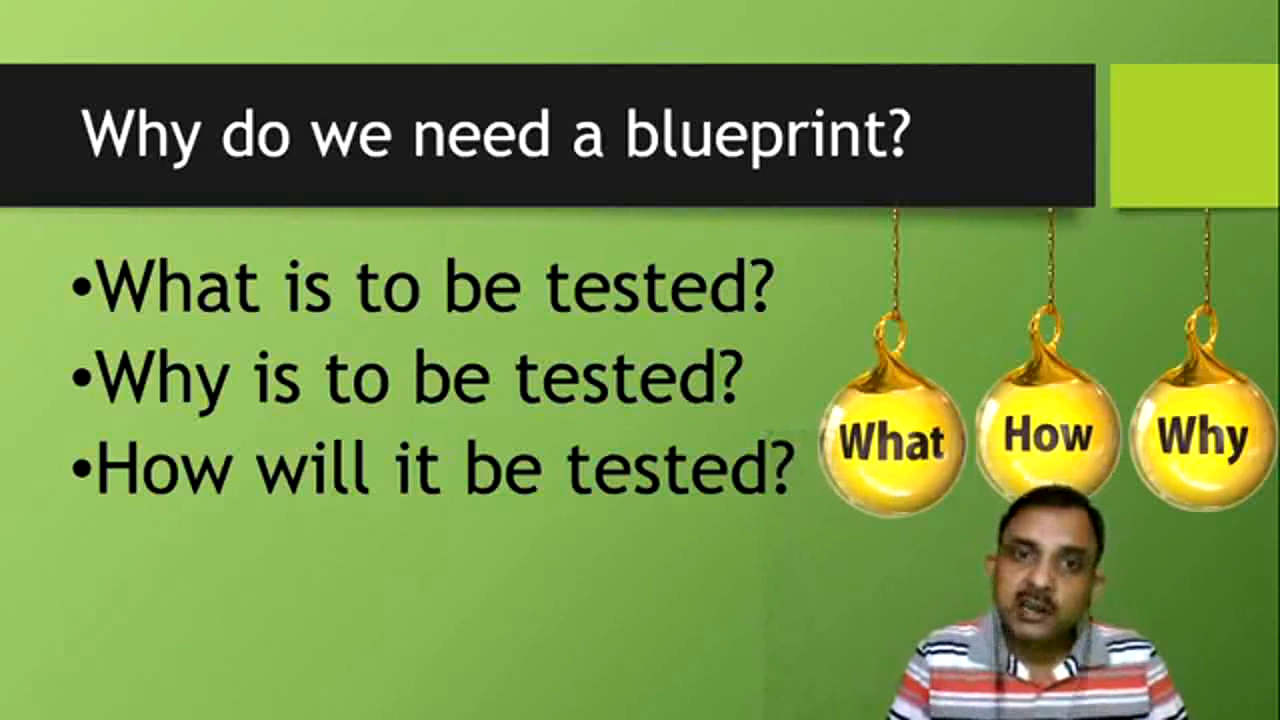 Why do we need a blueprint?
•What is to be tested?
•Why is to be tested?
•How will it be tested?
What
How
Why